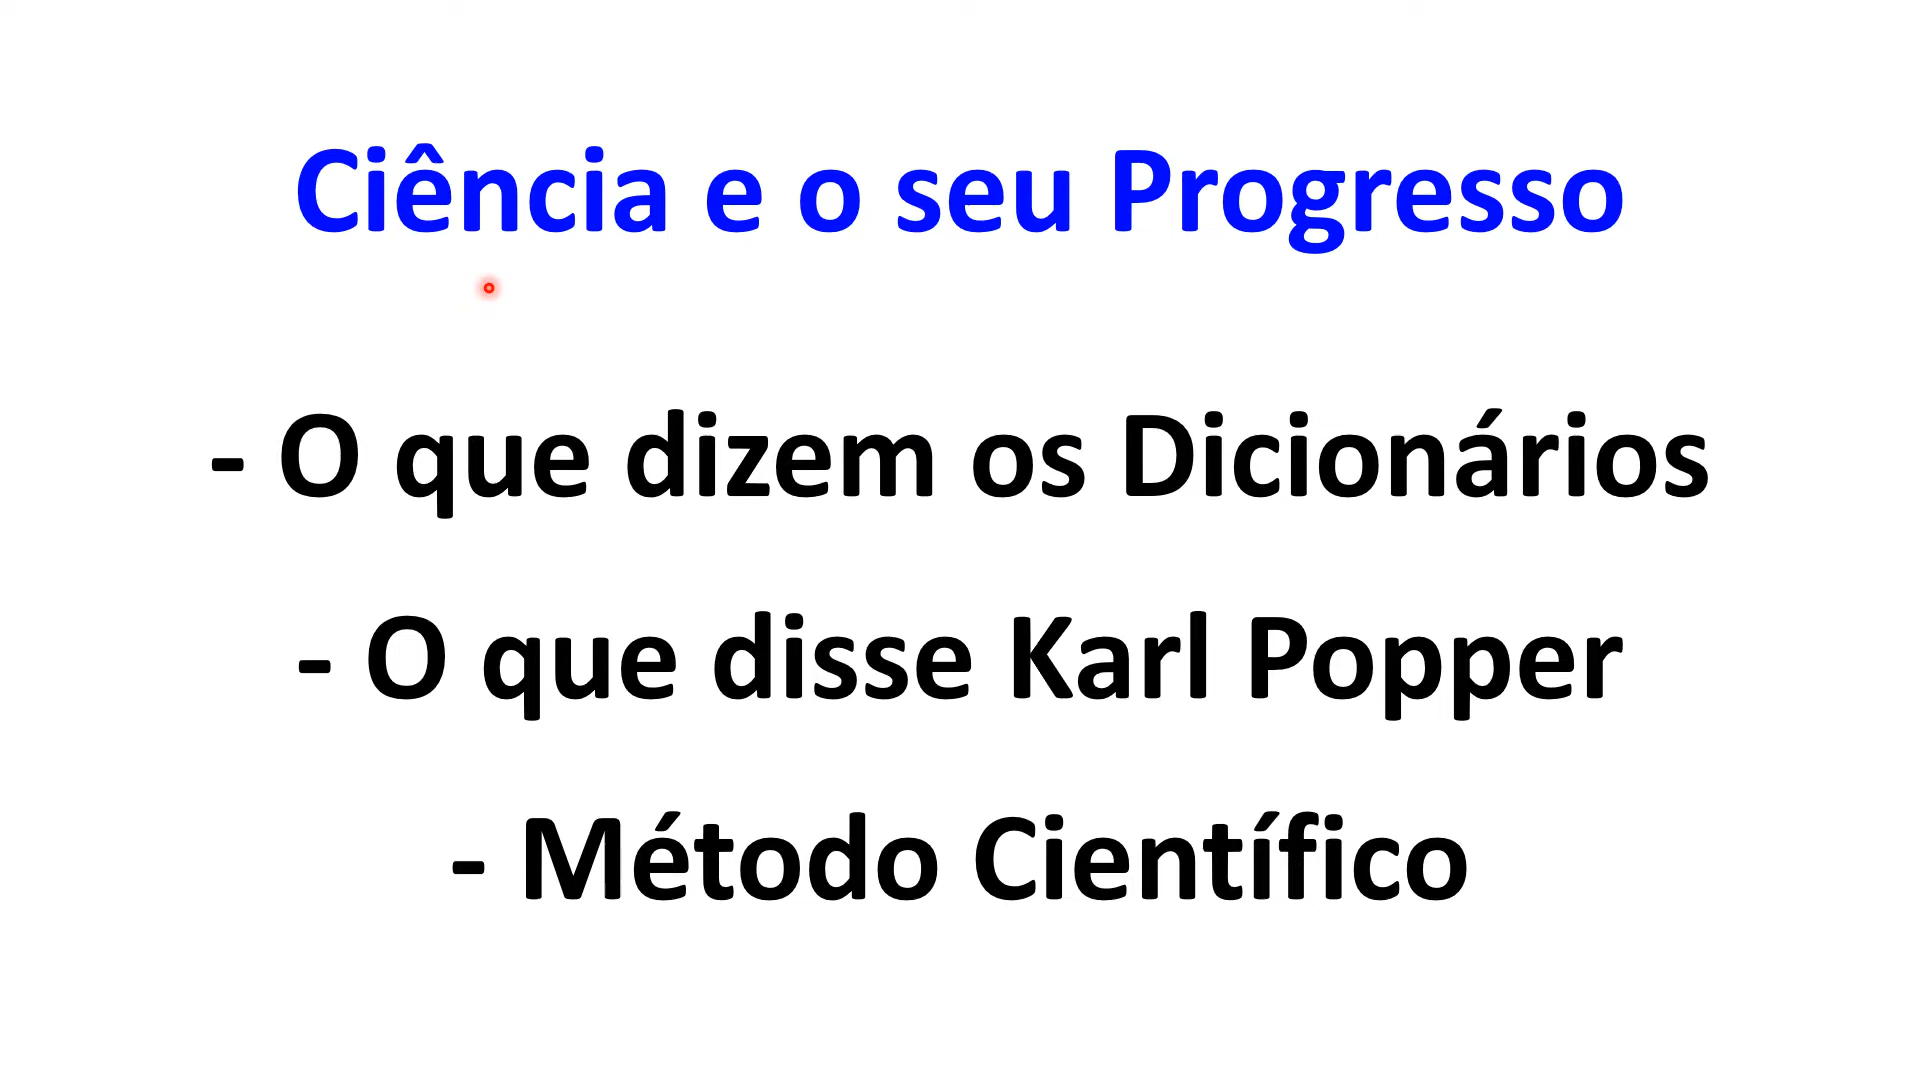 Ciência e o seu Progresso
- O que dizem os Dicionários
- O que disse Karl Popper
- Método Científico